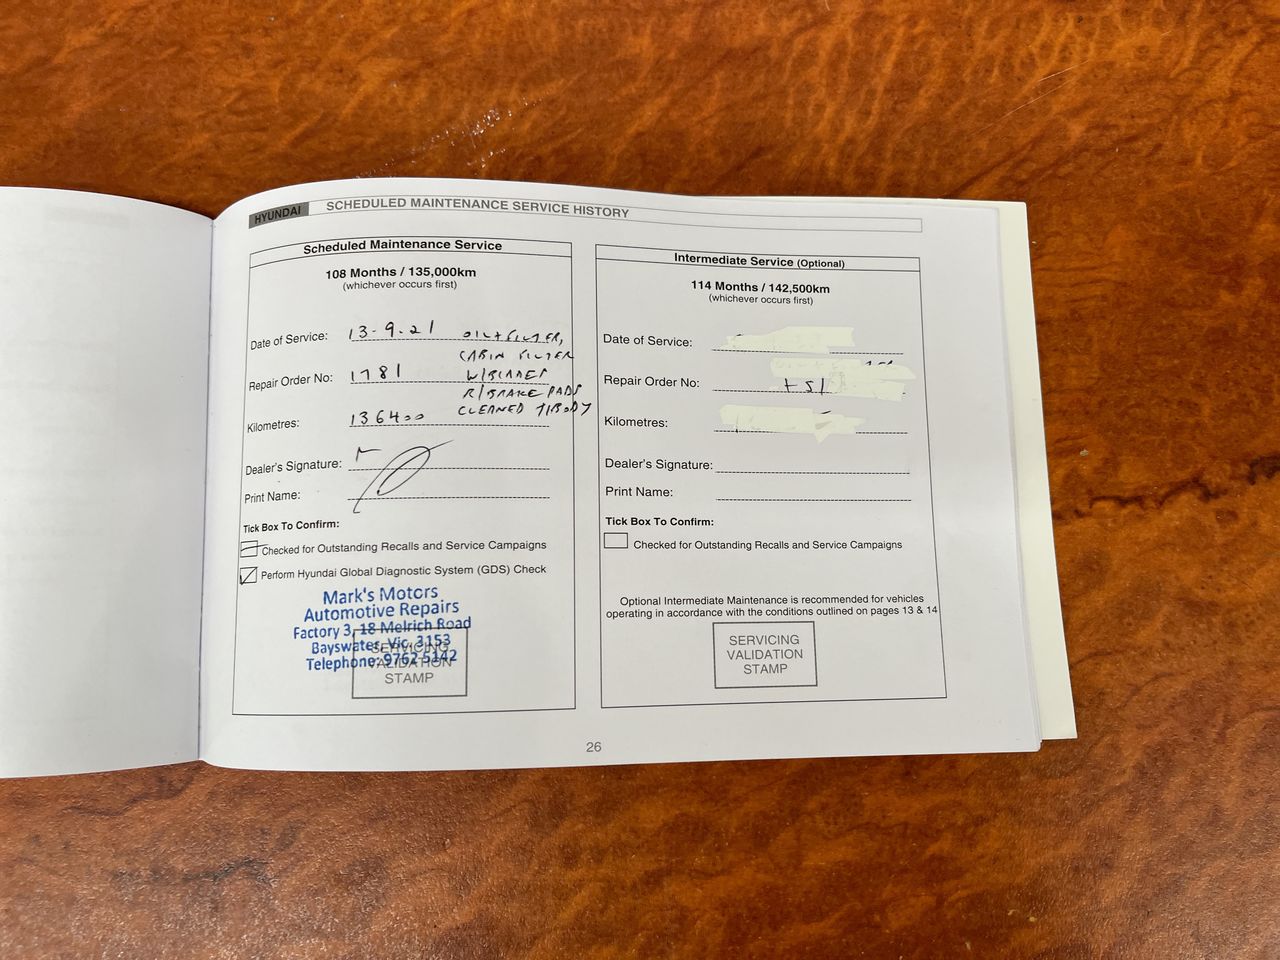 HYUNDAI SCHEDULED MAINTENANCE SERVICE HISTORY
Scheduled Maintenance Service
108 Months / 135,000km
(whichever occurs first)
Date of Service: 13-9-21 OIL + FILTER,
CABIN FILTER
Repair Order No: 1781 W/BLADES
R/BRAKE PADS
Kilometres: 136400 CLEANED T/BODY
Dealer's Signature:
Print Name:
Tick Box To Confirm:
Checked for Outstanding Recalls and Service Campaigns
Perform Hyundai Global Diagnostic System (GDS) Check
Mark's Motors
Automotive Repairs
Factory 3, 18 Melrich Road
Bayswater, Vic, 3153
Telephone: 9762 5142
SERVICING
VALIDATION
STAMP
Intermediate Service (Optional)
114 Months / 142,500km
(whichever occurs first)
Date of Service:
Repair Order No:
Kilometres:
Dealer's Signature:
Print Name:
Tick Box To Confirm:
Checked for Outstanding Recalls and Service Campaigns
Optional Intermediate Maintenance is recommended for vehicles
operating in accordance with the conditions outlined on pages 13 & 14
SERVICING
VALIDATION
STAMP
26